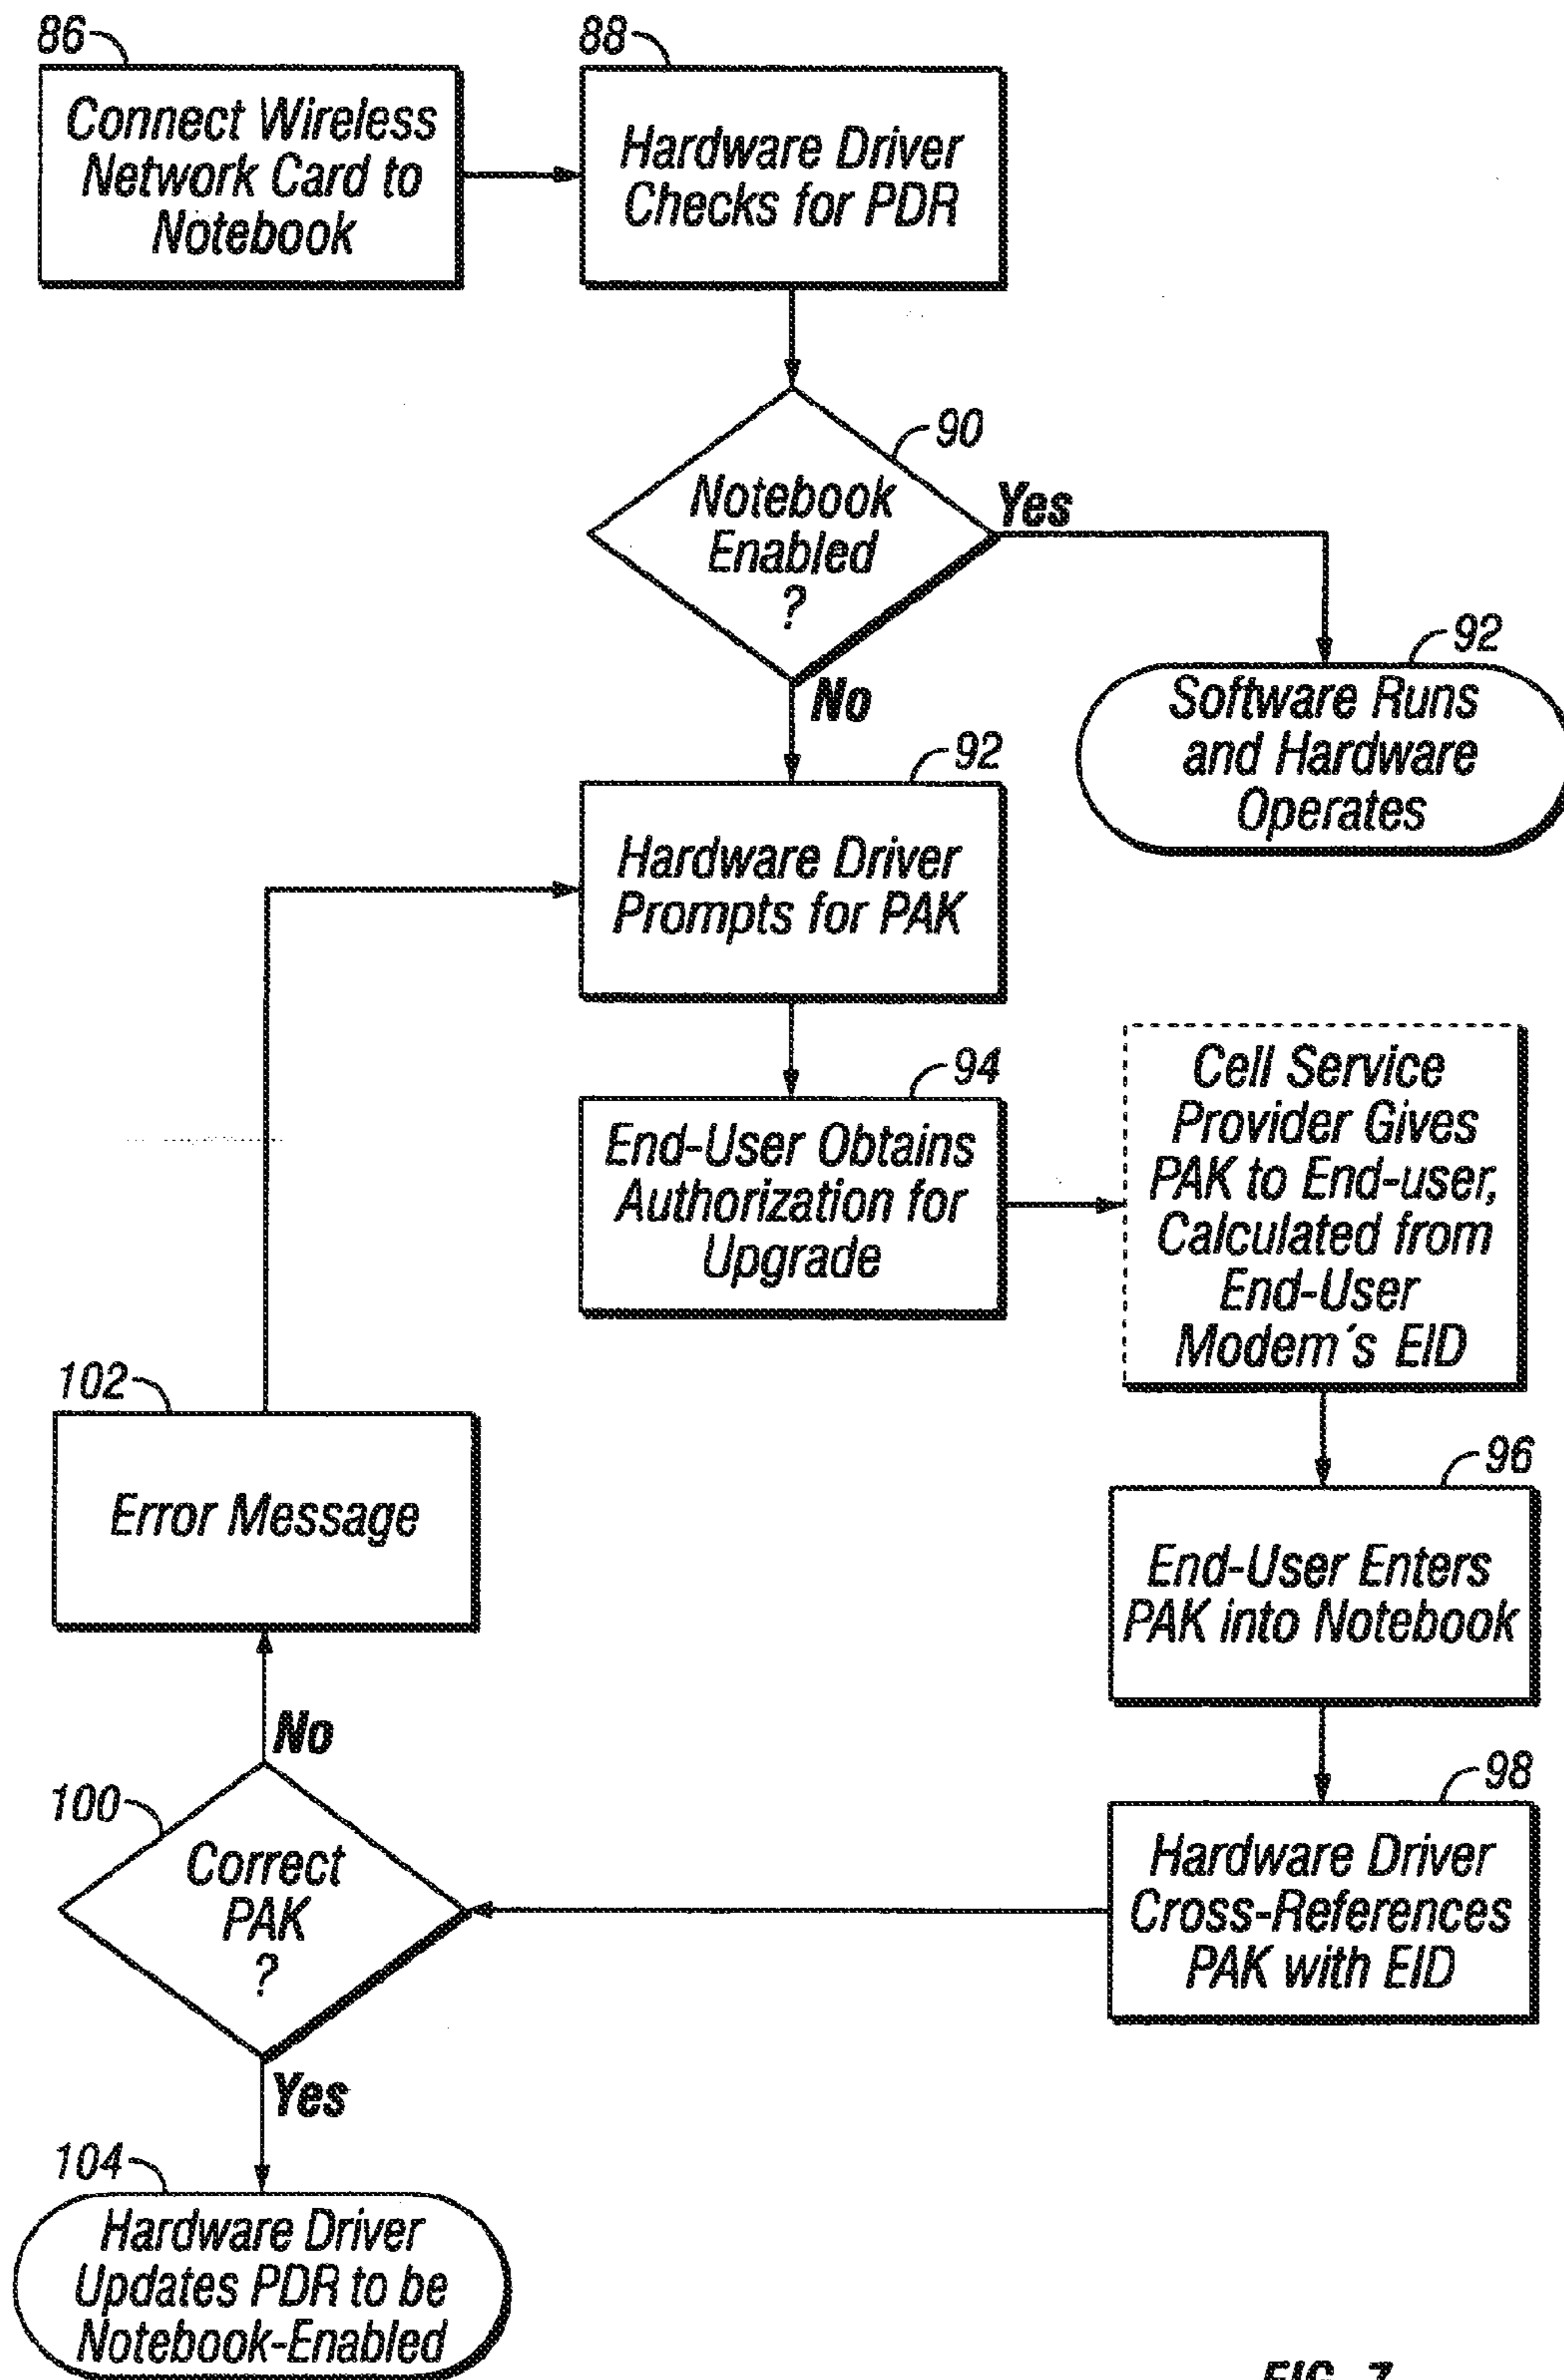 86
Connect Wireless
Network Card to
Notebook
88
Hardware Driver
Checks for PDR
90
Notebook
Enabled
?
Yes
No
92
Software Runs
and Hardware
Operates
92
Hardware Driver
Prompts for PAK
94
End-User Obtains
Authorization for
Upgrade
Cell Service
Provider Gives
PAK to End-user,
Calculated from
End-User
Modem´s EID
96
End-User Enters
PAK into Notebook
98
Hardware Driver
Cross-References
PAK with EID
100
Correct
PAK
?
No
102
Error Message
Yes
104
Hardware Driver
Updates PDR to be
Notebook-Enabled
FIG. 7